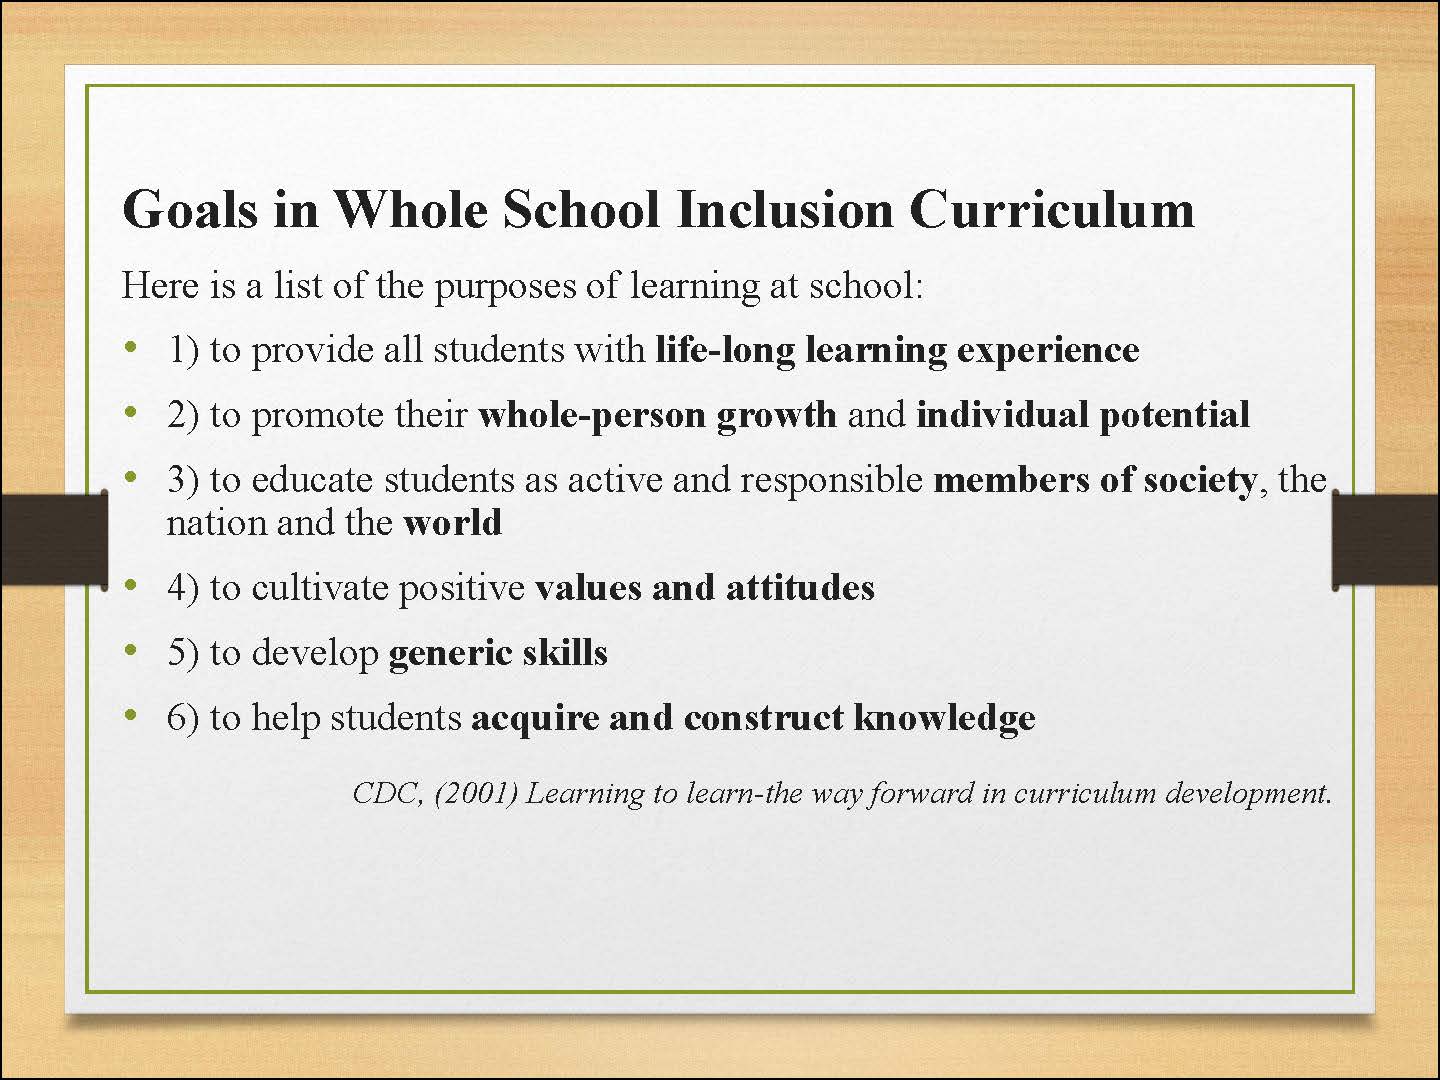 Goals in Whole School Inclusion Curriculum
Here is a list of the purposes of learning at school:
• 1) to provide all students with life-long learning experience
• 2) to promote their whole-person growth and individual potential
• 3) to educate students as active and responsible members of society, the
nation and the world
• 4) to cultivate positive values and attitudes
• 5) to develop generic skills
• 6) to help students acquire and construct knowledge
CDC, (2001) Learning to learn-the way forward in curriculum development.